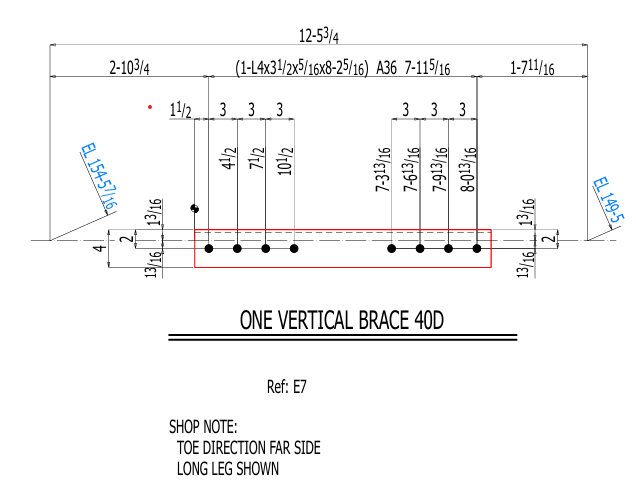 12-5 3/4
2-10 3/4 (1-L4x3 1/2x5/16x8-2 5/16) A36 7-11 5/16 1-7 11/16
1 1/2 3 3 3 3 3 3
4 1/2 7 1/2 10 1/2 7-3 13/16 7-6 13/16 7-9 13/16 8-0 13/16
EL 154-5 7/16 EL 149-5
4 2 13/16 13/16 13/16 13/16 2
ONE VERTICAL BRACE 40D
Ref: E7
SHOP NOTE:
TOE DIRECTION FAR SIDE
LONG LEG SHOWN